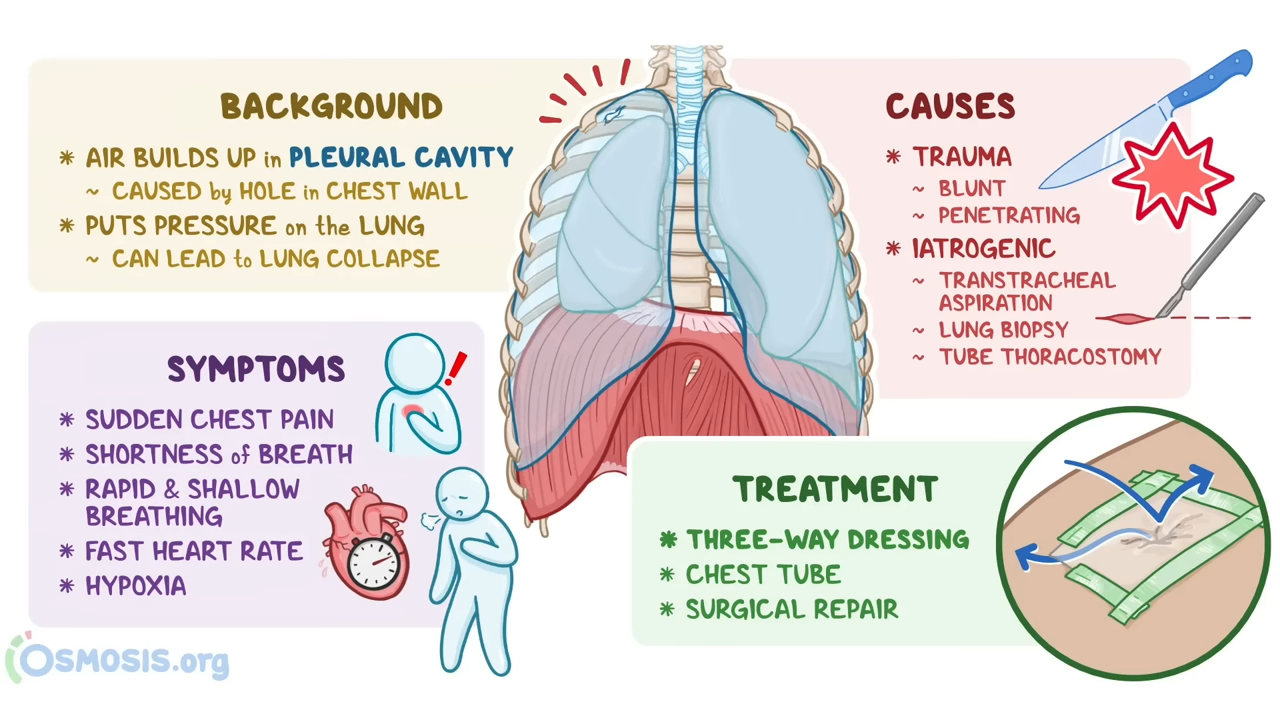 BACKGROUND
* AIR BUILDS UP in PLEURAL CAVITY
~ CAUSED by HOLE in CHEST WALL
* PUTS PRESSURE on the LUNG
~ CAN LEAD to LUNG COLLAPSE
SYMPTOMS
* SUDDEN CHEST PAIN
* SHORTNESS of BREATH
* RAPID & SHALLOW
BREATHING
* FAST HEART RATE
* HYPOXIA
CAUSES
* TRAUMA
~ BLUNT
~ PENETRATING
* IATROGENIC
~ TRANSTRACHEAL
ASPIRATION
~ LUNG BIOPSY
~ TUBE THORACOSTOMY
TREATMENT
* THREE-WAY DRESSING
* CHEST TUBE
* SURGICAL REPAIR
OSMOSIS.org